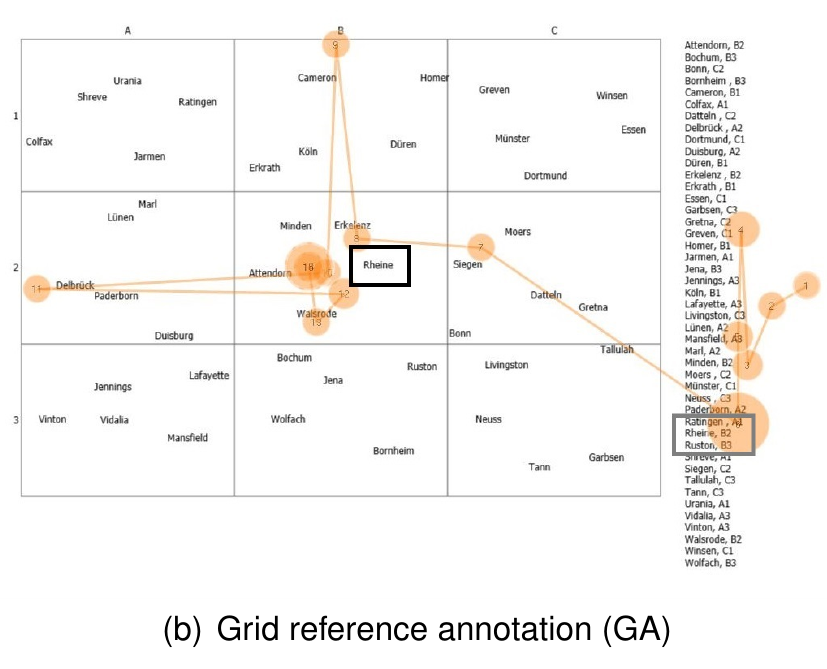 A B C
1
Urania
Shreve
Ratingen
Colfax
Jarmen
9
Cameron
Homer
Köln
Düren
Erkrath
Greven
Winsen
Essen
Münster
Dortmund
2
Marl
Lünen
11
Delbrück
Paderborn
Duisburg
Minden
Erkelenz
8
Attendorn
Rheine
12
Walsrode
7
Moers
Siegen
Datteln
Gretna
Bonn
Tallulah
3
Lafayette
Jennings
Vinton
Vidalia
Mansfield
Bochum
Ruston
Jena
Wolfach
Bornheim
Livingston
Neuss
Garbsen
Tann
Attendorn, B2
Bochum, B3
Bonn, C2
Bornheim , B3
Cameron, B1
Colfax, A1
Datteln , C2
Delbrück , A2
Dortmund, C1
Duisburg, A2
Düren, B1
Erkelenz , B2
Erkrath , B1
Essen, C1
Garbsen, C3
Gretna, C2
Greven, C1
4
Homer, B1
Jarmen, A1
Jena, B3
Jennings, A3
Köln, B1
Lafayette, A3
Livingston, C3
Lünen, A2
Mansfield, A3
Marl, A2
Minden, B2
Moers , C2
Münster, C1
Neuss , C3
Paderborn, A2
Ratingen , A1
Rheine, B2
Ruston, B3
Shreve, A1
Siegen, C2
Tallulah, C3
Tann, C3
Urania, A1
Vidalia, A3
Vinton, A3
Walsrode, B2
Winsen, C1
Wolfach, B3
1
2
3
(b) Grid reference annotation (GA)